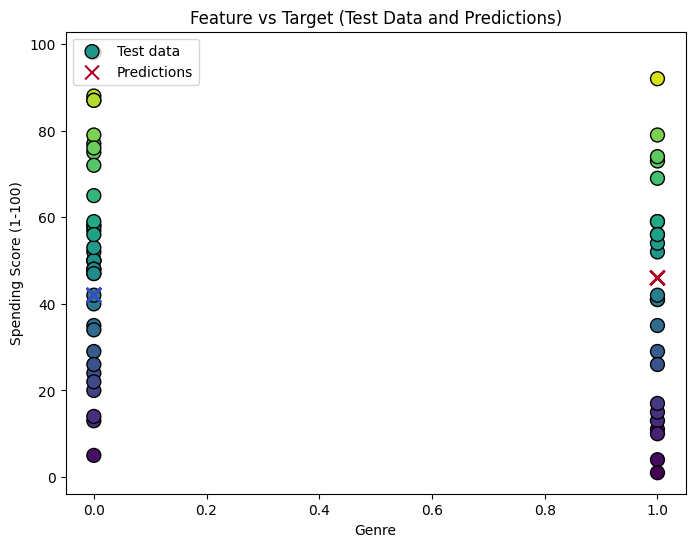 Feature vs Target (Test Data and Predictions)
Test data
Predictions
Spending Score (1-100)
100
80
60
40
20
0
0.0 0.2 0.4 0.6 0.8 1.0
Genre